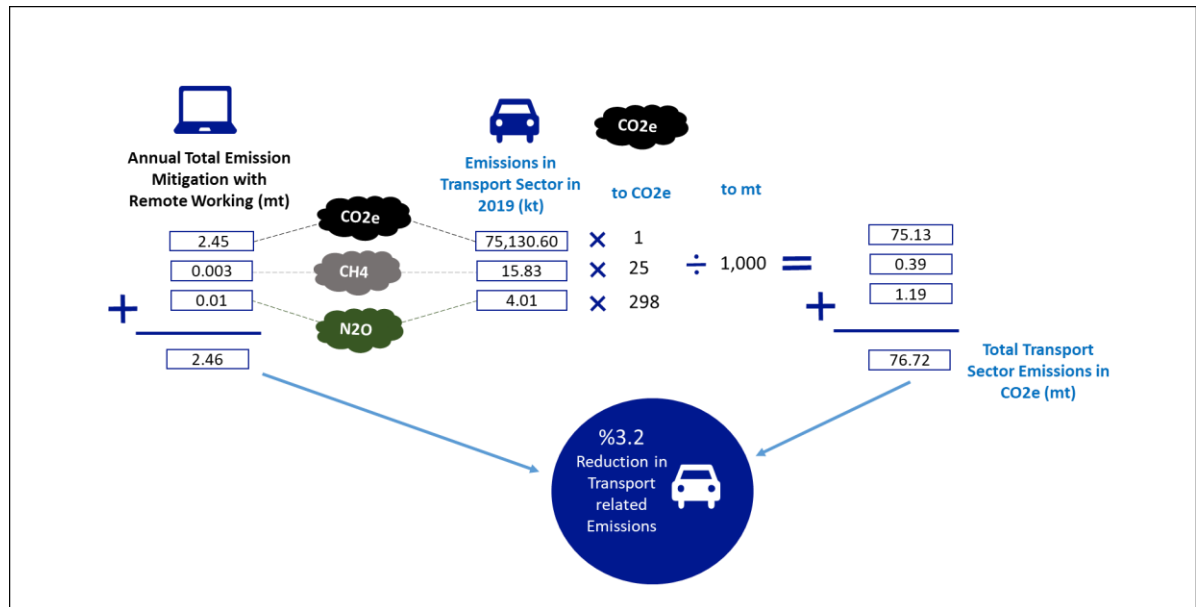 Annual Total Emission
Mitigation with
Remote Working (mt)
Emissions in
Transport Sector in
2019 (kt)
CO2e
to CO2e
to mt
CO2e
2.45
75,130.60
× 1
75.13
0.003
CH4
15.83
× 25
÷ 1,000 =
0.39
+
0.01
N2O
4.01
× 298
+
1.19
2.46
76.72
Total Transport
Sector Emissions in
CO2e (mt)
%3.2
Reduction in
Transport
related
Emissions